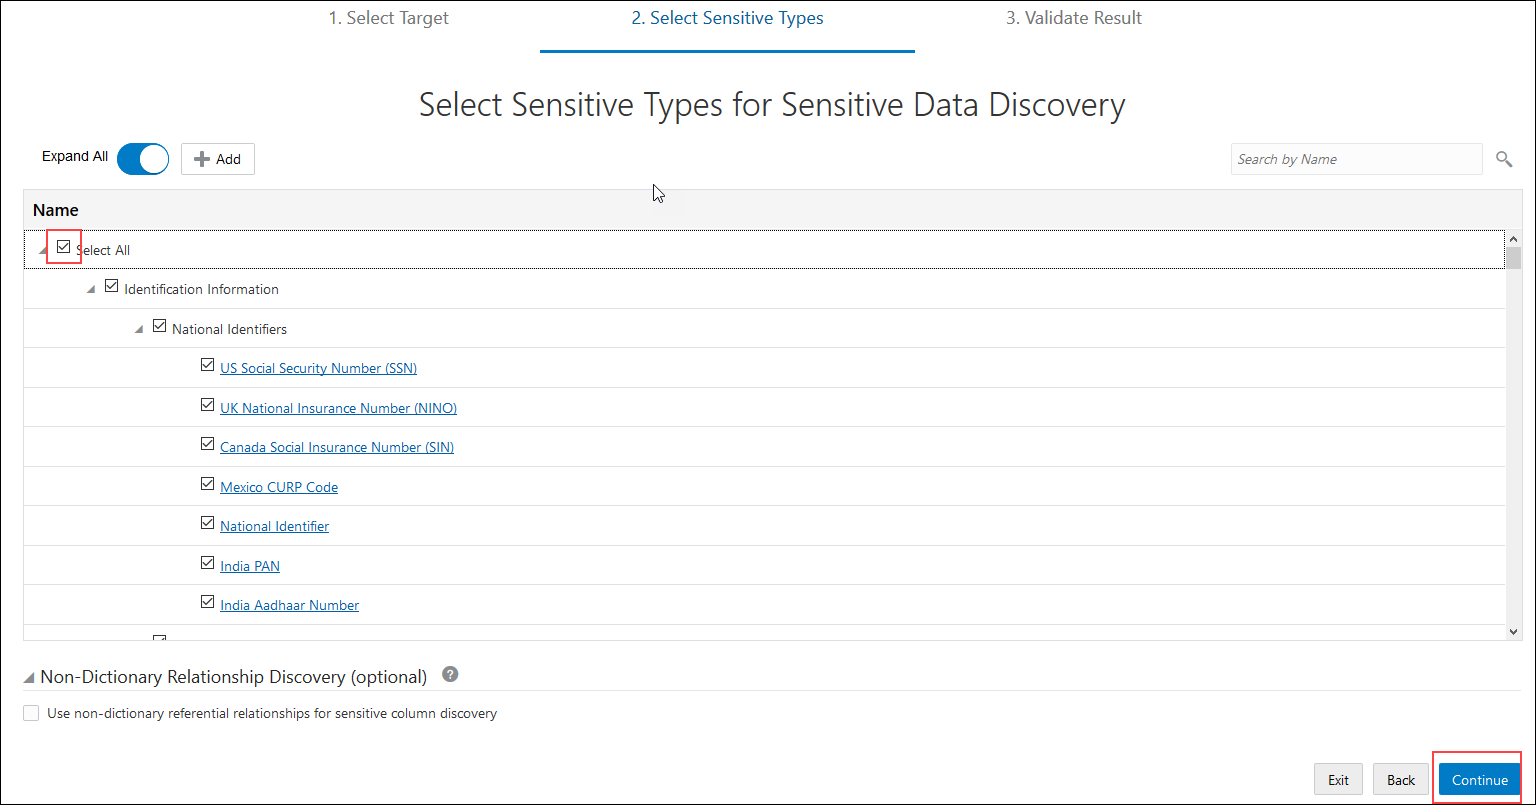 1. Select Target 2. Select Sensitive Types 3. Validate Result
Select Sensitive Types for Sensitive Data Discovery
Expand All Add Search by Name
Name
Select All
Identification Information
National Identifiers
US Social Security Number (SSN)
UK National Insurance Number (NINO)
Canada Social Insurance Number (SIN)
Mexico CURP Code
National Identifier
India PAN
India Aadhaar Number
Non-Dictionary Relationship Discovery (optional) ?
Use non-dictionary referential relationships for sensitive column discovery
Exit Back Continue